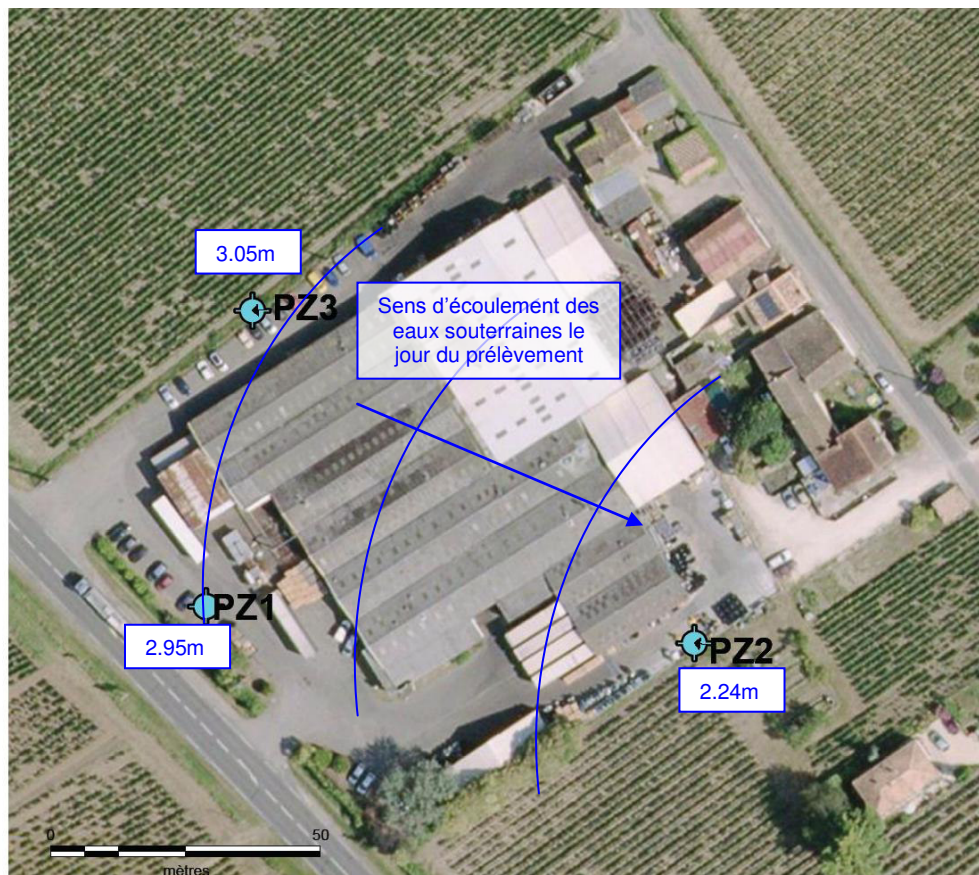 3.05m
PZ3
Sens d'écoulement des
eaux souterraines le
jour du prélèvement
PZ1
2.95m
PZ2
2.24m
0 50
mètres